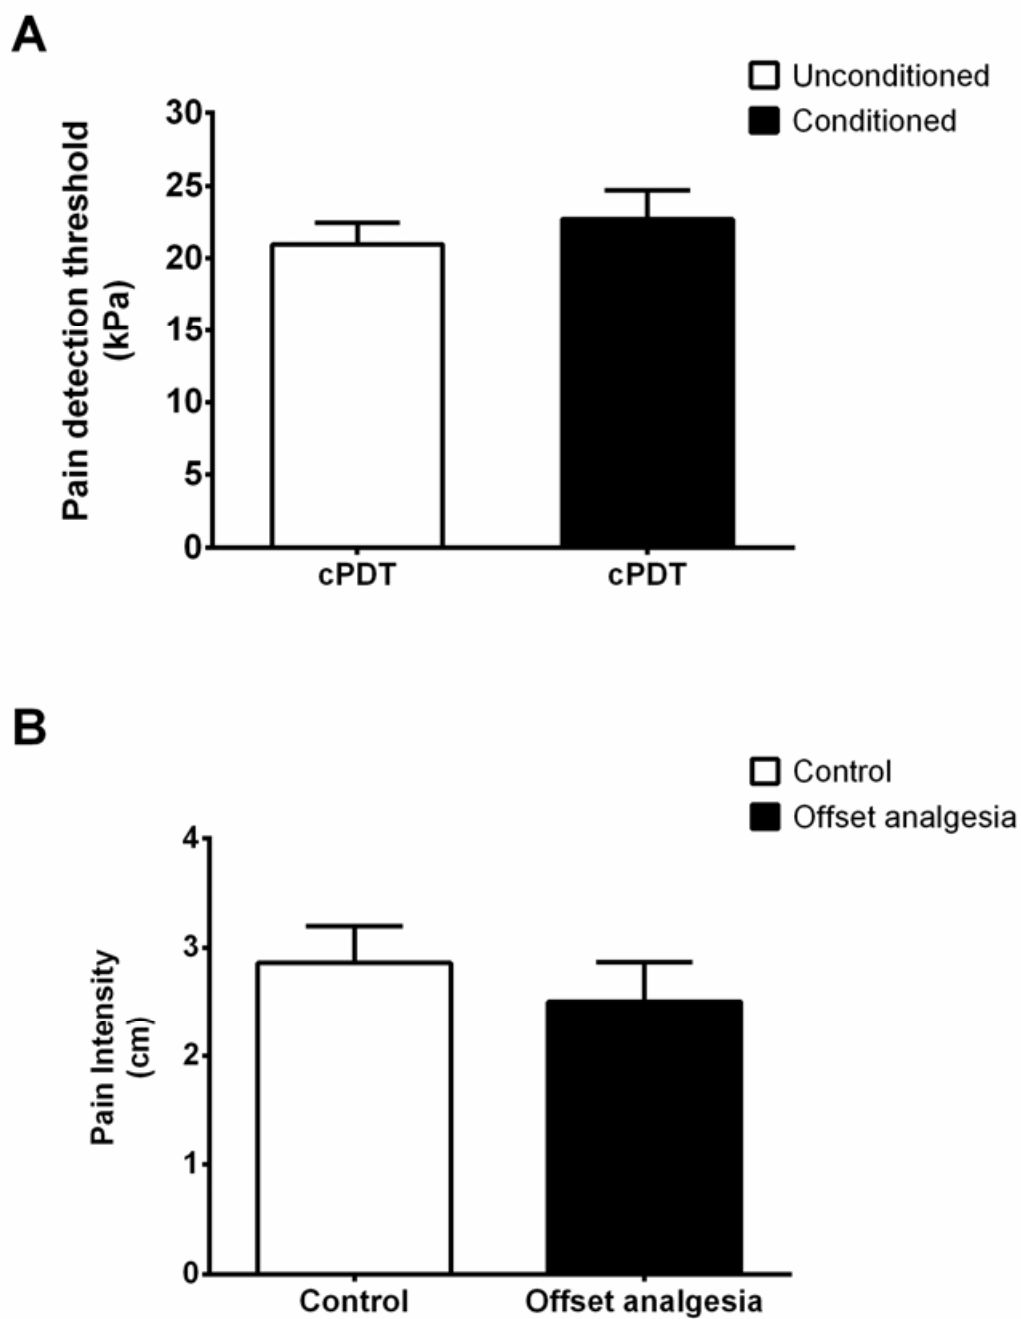 A
Unconditioned
Conditioned
Pain detection threshold
(kPa)
30
25
20
15
10
5
0
cPDT cPDT
B
Control
Offset analgesia
Pain Intensity
(cm)
4
3
2
1
0
Control Offset analgesia